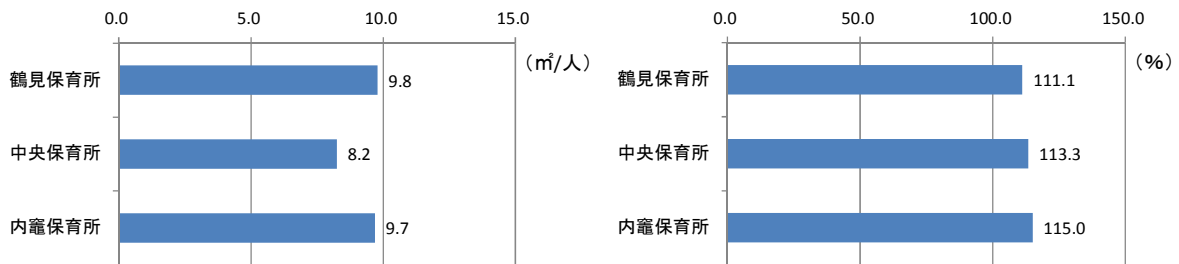 0.0 5.0 10.0 15.0
(㎡/人)
鶴見保育所 9.8
中央保育所 8.2
内竈保育所 9.7
0.0 50.0 100.0 150.0
(%)
鶴見保育所 111.1
中央保育所 113.3
内竈保育所 115.0